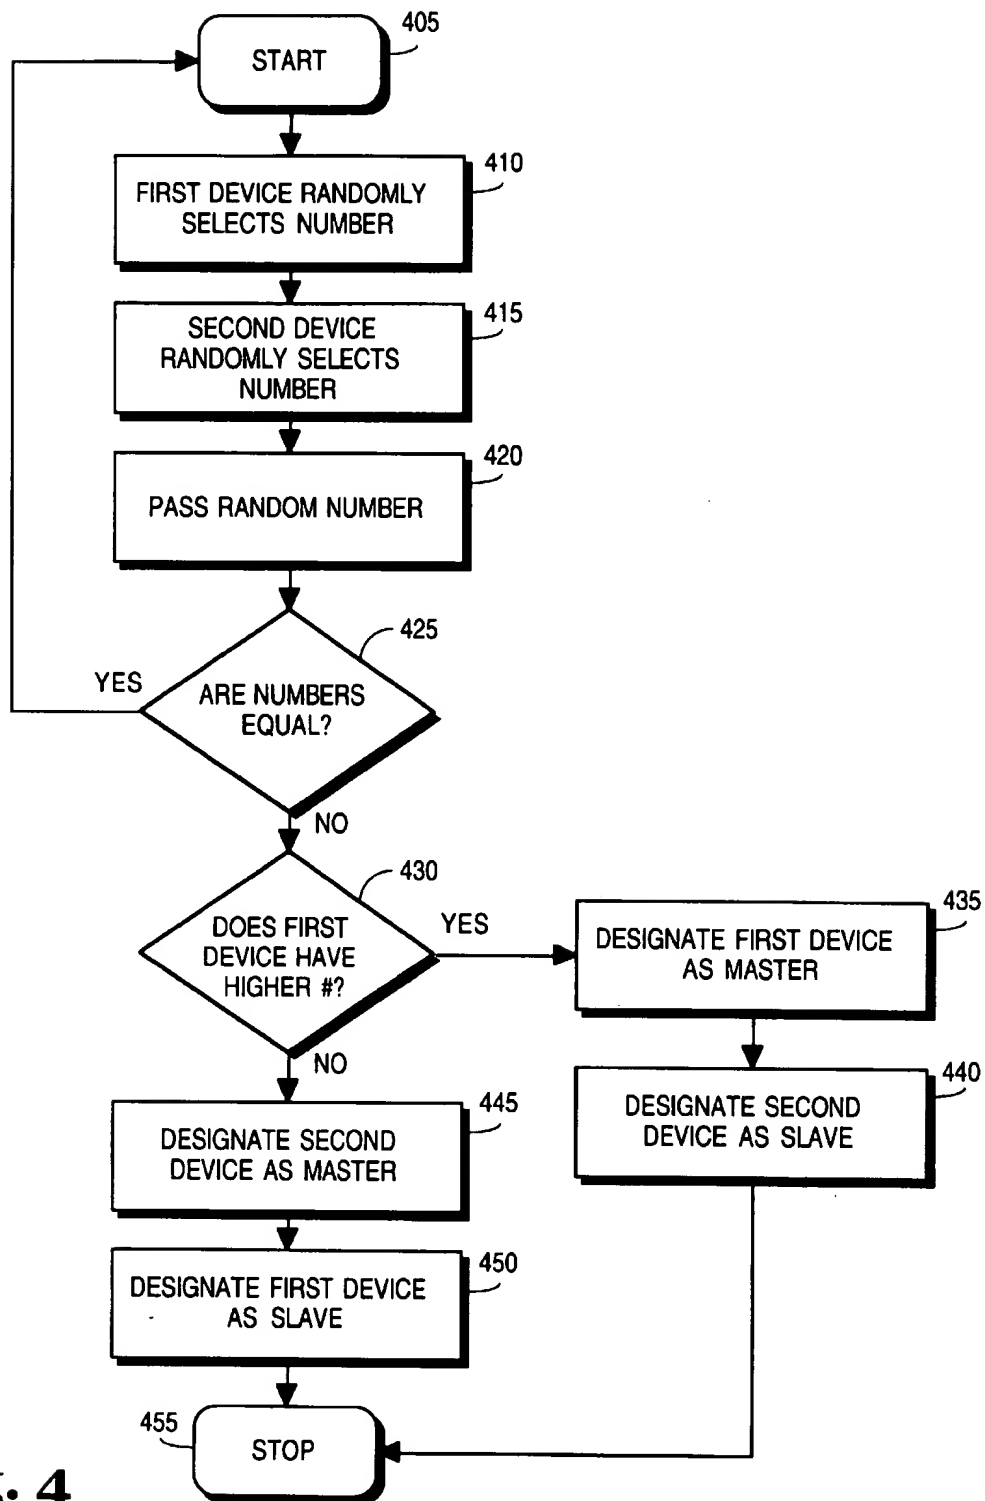 START
405
FIRST DEVICE RANDOMLY
SELECTS NUMBER
410
SECOND DEVICE
RANDOMLY SELECTS
NUMBER
415
PASS RANDOM NUMBER
420
ARE NUMBERS
EQUAL?
425
YES
NO
DOES FIRST
DEVICE HAVE
HIGHER #?
430
YES
NO
DESIGNATE FIRST DEVICE
AS MASTER
435
DESIGNATE SECOND
DEVICE AS SLAVE
440
DESIGNATE SECOND
DEVICE AS MASTER
445
DESIGNATE FIRST DEVICE
AS SLAVE
450
STOP
455
4